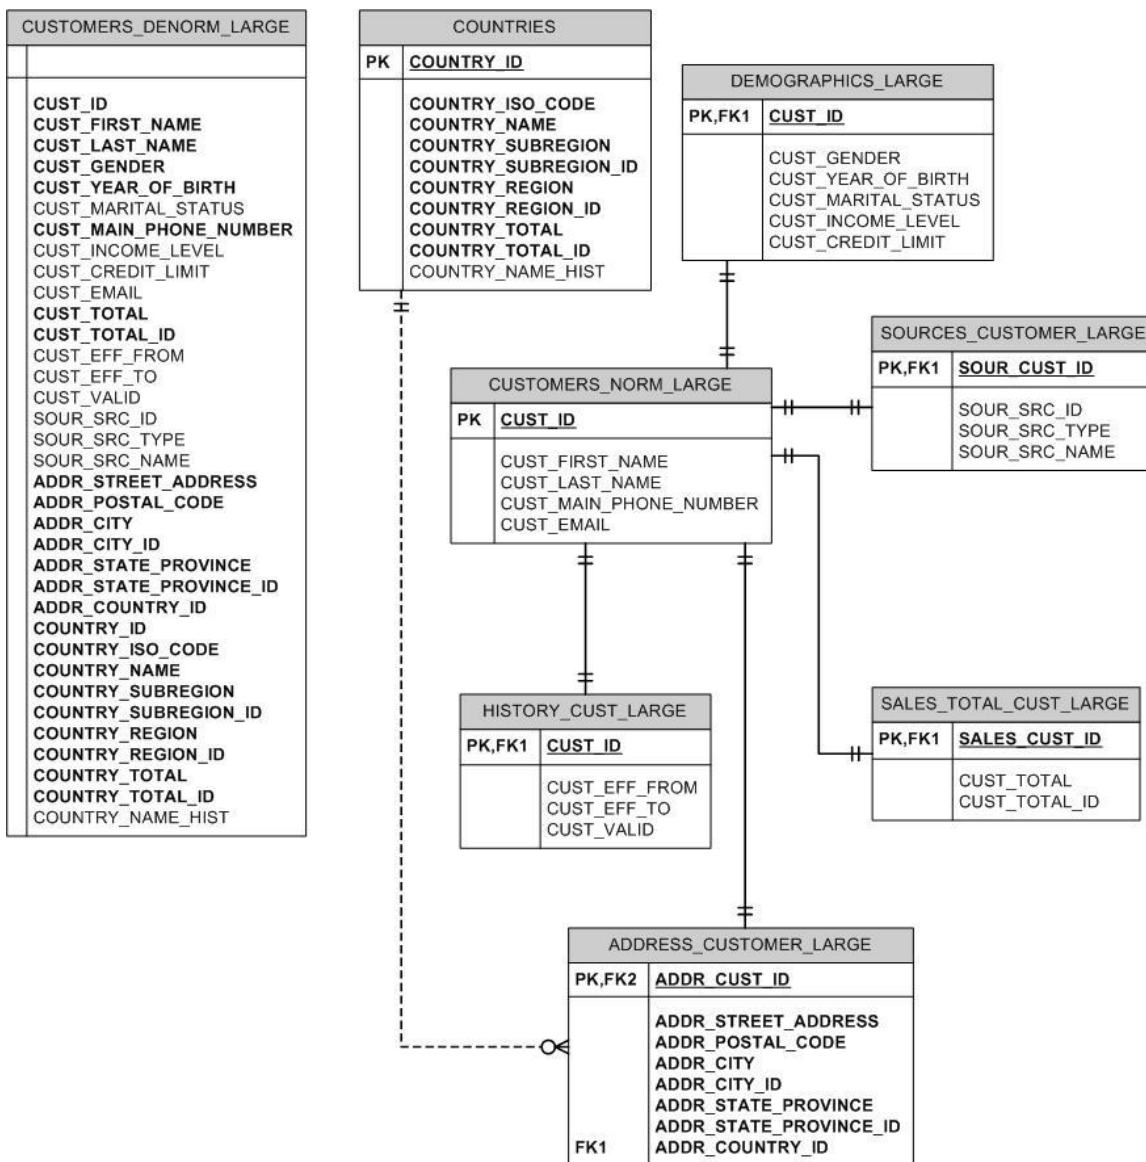 CUSTOMERS_DENORM_LARGE
CUST_ID
CUST_FIRST_NAME
CUST_LAST_NAME
CUST_GENDER
CUST_YEAR_OF_BIRTH
CUST_MARITAL_STATUS
CUST_MAIN_PHONE_NUMBER
CUST_INCOME_LEVEL
CUST_CREDIT_LIMIT
CUST_EMAIL
CUST_TOTAL
CUST_TOTAL_ID
CUST_EFF_FROM
CUST_EFF_TO
CUST_VALID
SOUR_SRC_ID
SOUR_SRC_TYPE
SOUR_SRC_NAME
ADDR_STREET_ADDRESS
ADDR_POSTAL_CODE
ADDR_CITY
ADDR_CITY_ID
ADDR_STATE_PROVINCE
ADDR_STATE_PROVINCE_ID
ADDR_COUNTRY_ID
COUNTRY_ID
COUNTRY_ISO_CODE
COUNTRY_NAME
COUNTRY_SUBREGION
COUNTRY_SUBREGION_ID
COUNTRY_REGION
COUNTRY_REGION_ID
COUNTRY_TOTAL
COUNTRY_TOTAL_ID
COUNTRY_NAME_HIST
COUNTRIES
PK COUNTRY_ID
COUNTRY_ISO_CODE
COUNTRY_NAME
COUNTRY_SUBREGION
COUNTRY_SUBREGION_ID
COUNTRY_REGION
COUNTRY_REGION_ID
COUNTRY_TOTAL
COUNTRY_TOTAL_ID
COUNTRY_NAME_HIST
DEMOGRAPHICS_LARGE
PK,FK1 CUST_ID
CUST_GENDER
CUST_YEAR_OF_BIRTH
CUST_MARITAL_STATUS
CUST_INCOME_LEVEL
CUST_CREDIT_LIMIT
SOURCES_CUSTOMER_LARGE
PK,FK1 SOUR_CUST_ID
SOUR_SRC_ID
SOUR_SRC_TYPE
SOUR_SRC_NAME
CUSTOMERS_NORM_LARGE
PK CUST_ID
CUST_FIRST_NAME
CUST_LAST_NAME
CUST_MAIN_PHONE_NUMBER
CUST_EMAIL
HISTORY_CUST_LARGE
PK,FK1 CUST_ID
CUST_EFF_FROM
CUST_EFF_TO
CUST_VALID
SALES_TOTAL_CUST_LARGE
PK,FK1 SALES_CUST_ID
CUST_TOTAL
CUST_TOTAL_ID
ADDRESS_CUSTOMER_LARGE
PK,FK2 ADDR_CUST_ID
ADDR_STREET_ADDRESS
ADDR_POSTAL_CODE
ADDR_CITY
ADDR_CITY_ID
ADDR_STATE_PROVINCE
ADDR_STATE_PROVINCE_ID
FK1 ADDR_COUNTRY_ID